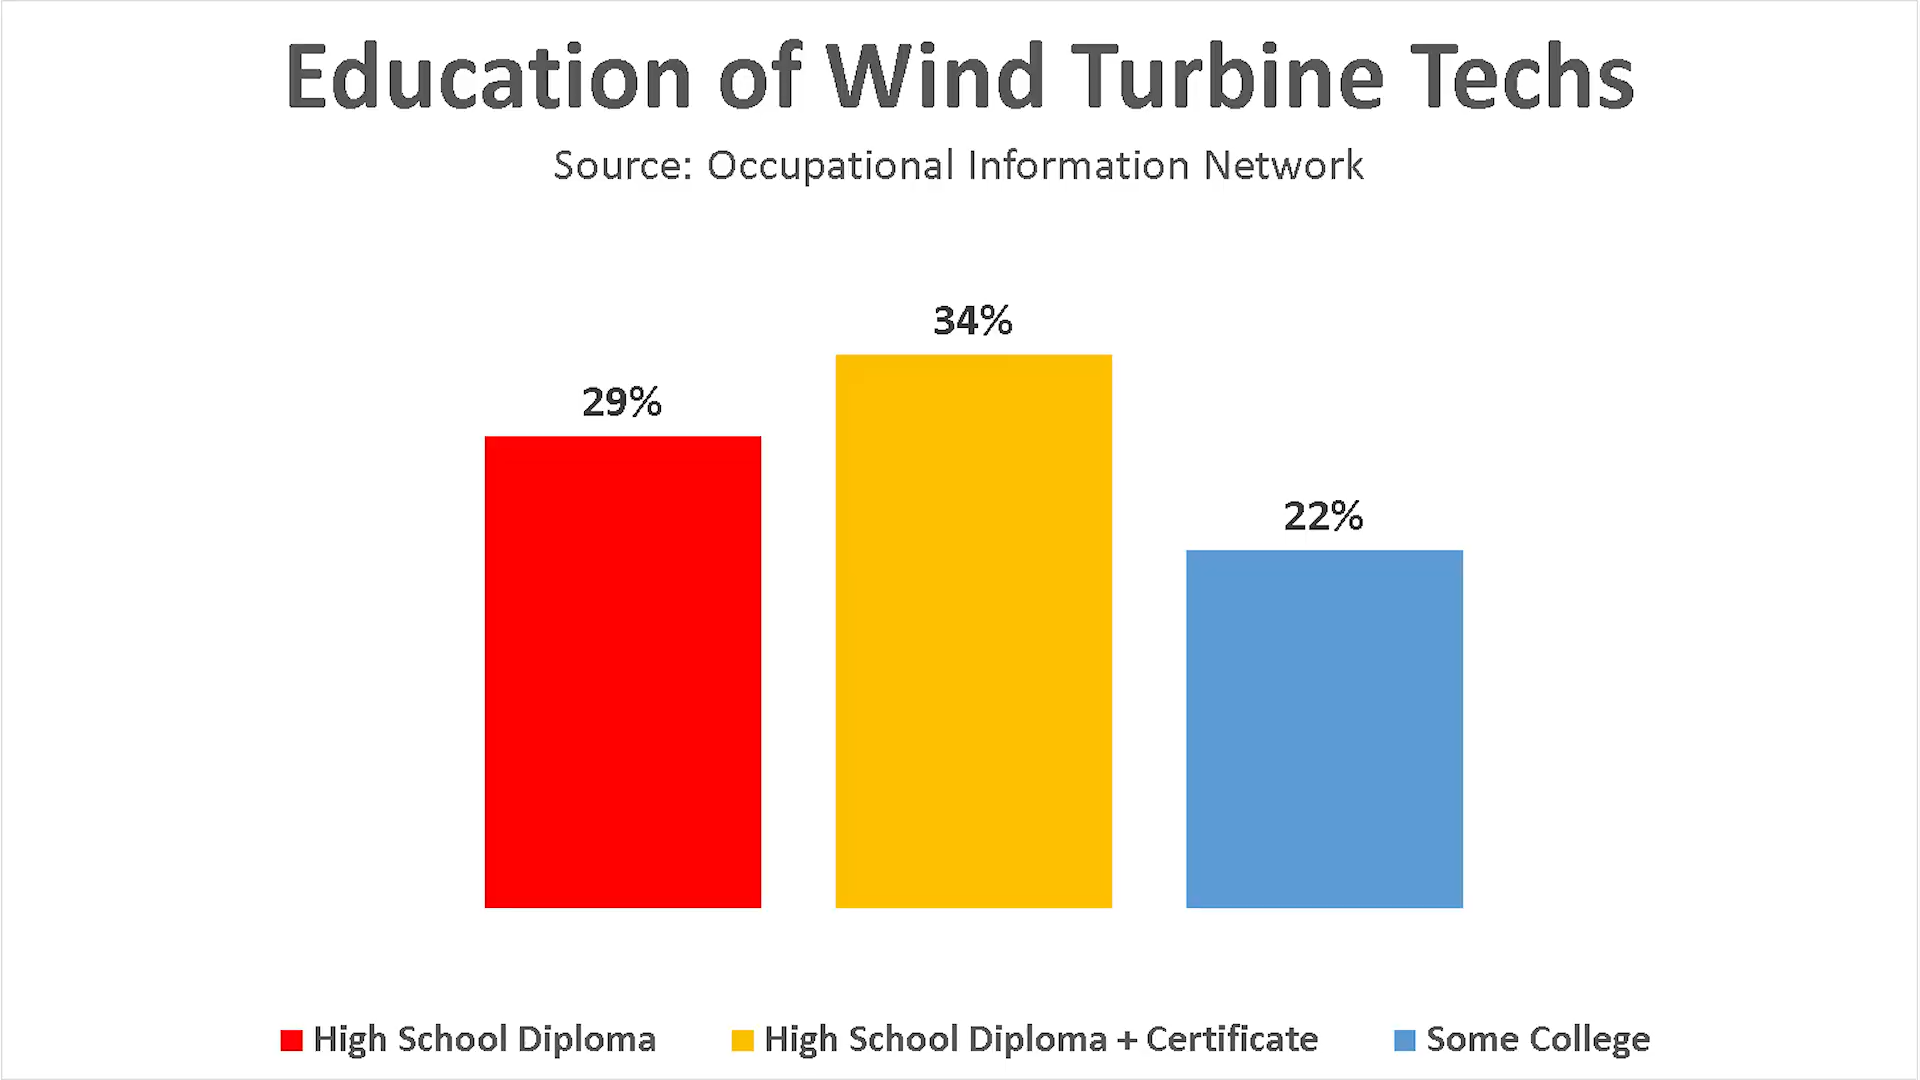 Education of Wind Turbine Techs
Source: Occupational Information Network
34%
29%
22%
High School Diploma
High School Diploma + Certificate
Some College